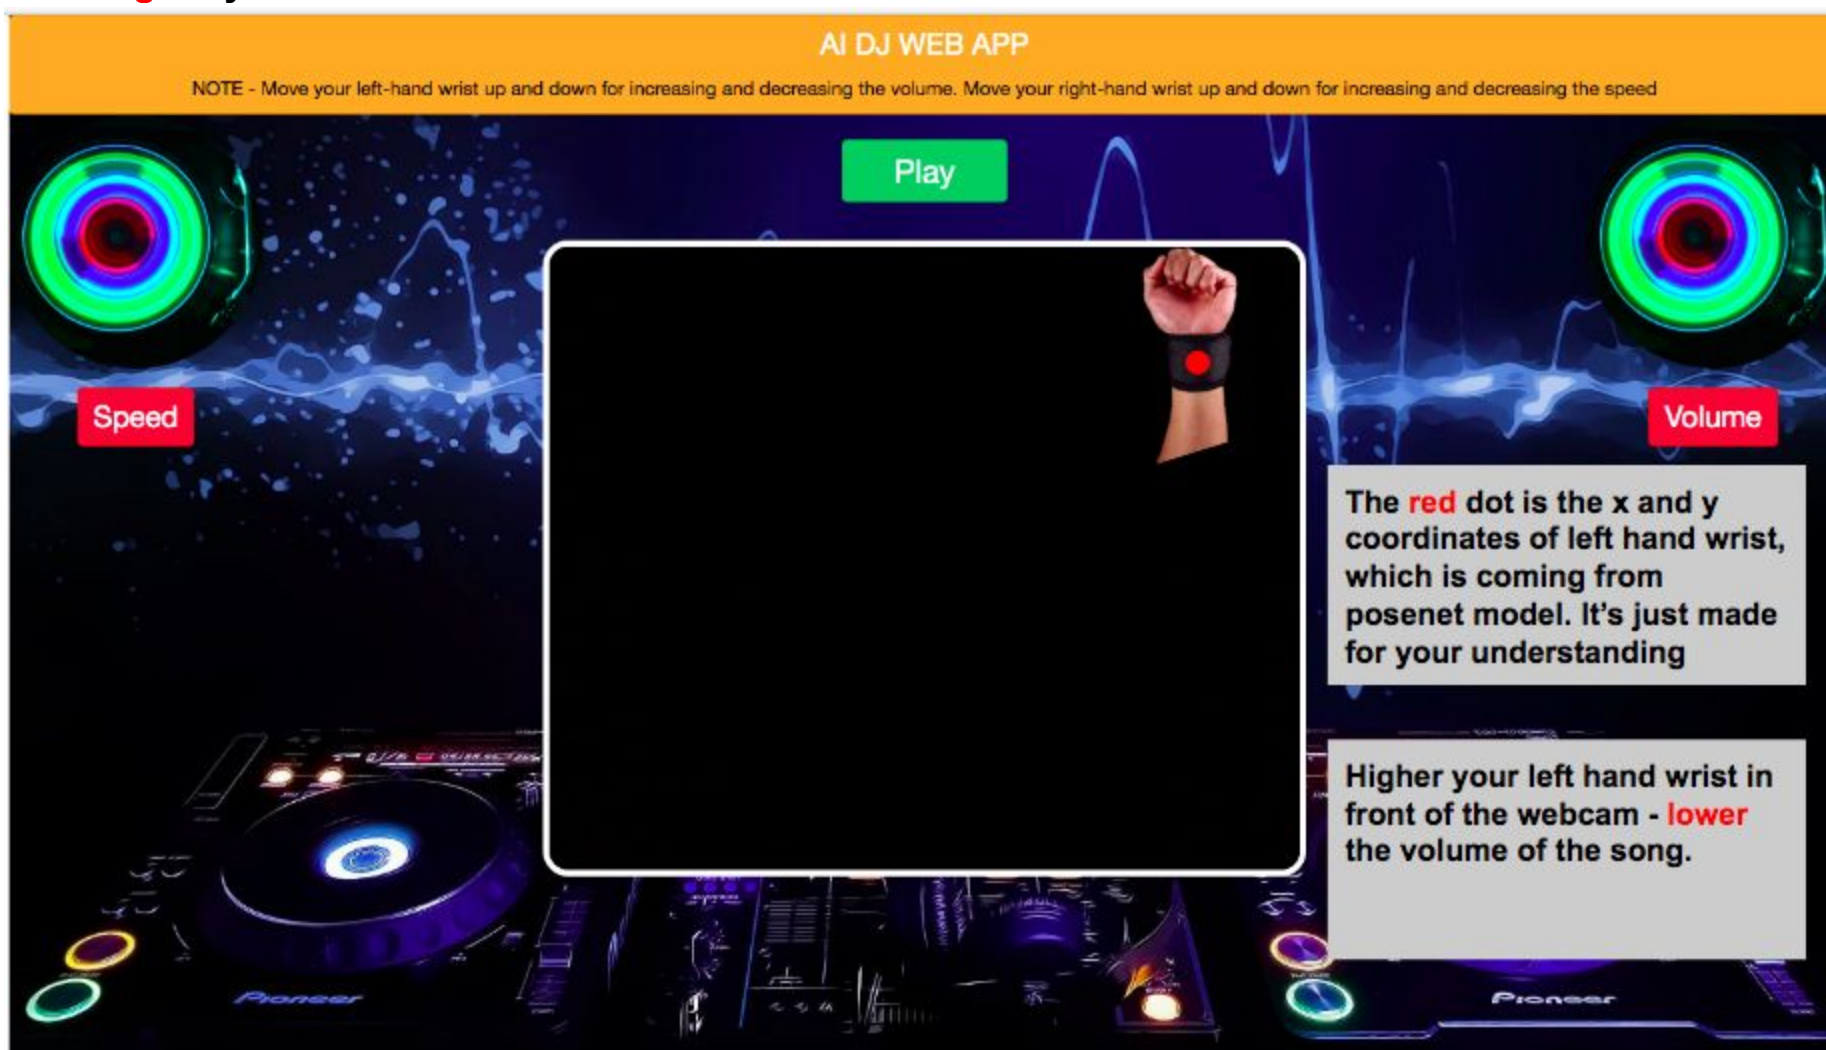 AI DJ WEB APP
NOTE - Move your left-hand wrist up and down for increasing and decreasing the volume. Move your right-hand wrist up and down for increasing and decreasing the speed
Play
Speed
Volume
The red dot is the x and y
coordinates of left hand wrist,
which is coming from
posenet model. It's just made
for your understanding
Higher your left hand wrist in
front of the webcam - lower
the volume of the song.
Pioneer
Pioneer